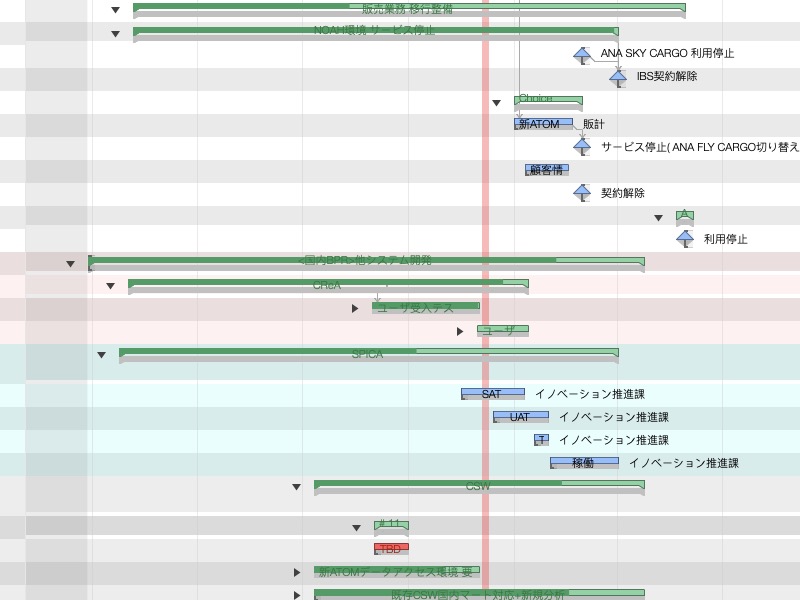 販売業務 移行整備
NOAH環境 サービス停止
ANA SKY CARGO 利用停止
IBS契約解除
Choice
新ATOM 販計
サービス停止( ANA FLY CARGO切り替え
顧客情
契約解除
A
利用停止
<国内BPR>他システム開発
CReA
ユーザ受入テス
ユーザ
SPICA
SAT イノベーション推進課
UAT イノベーション推進課
T イノベーション推進課
稼働 イノベーション推進課
CSW
# 11
TBD
新ATOMデータアクセス環境 要
既存CSW国内マート対応+新規分析